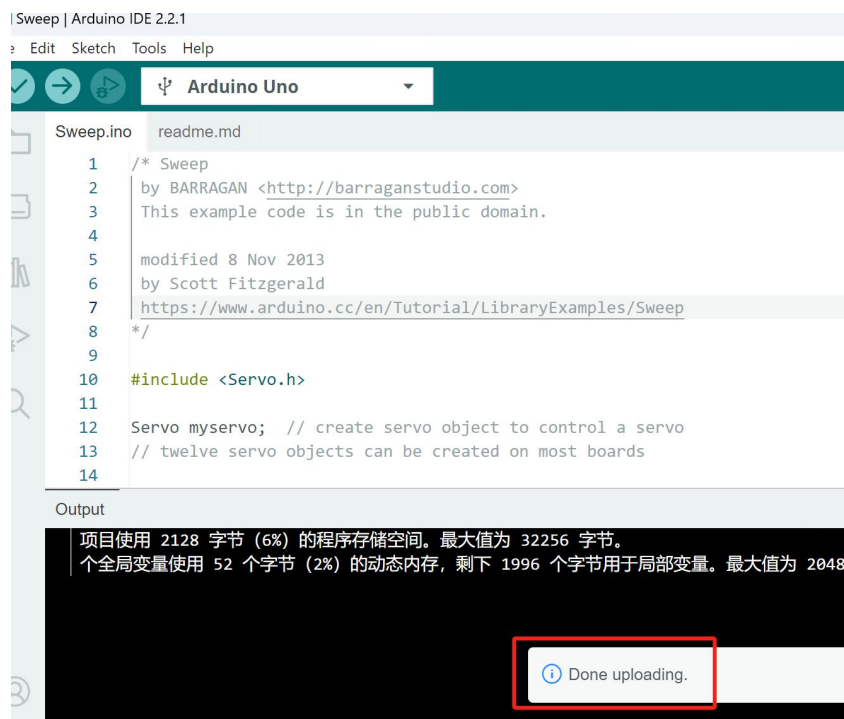 Sweep | Arduino IDE 2.2.1
Edit Sketch Tools Help
Arduino Uno
Sweep.ino readme.md
1 /* Sweep
2 by BARRAGAN <http://barraganstudio.com>
3 This example code is in the public domain.
4
5 modified 8 Nov 2013
6 by Scott Fitzgerald
7 https://www.arduino.cc/en/Tutorial/LibraryExamples/Sweep
8 */
9
10 #include <Servo.h>
11
12 Servo myservo;  // create servo object to control a servo
13 // twelve servo objects can be created on most boards
14
Output
项目使用 2128 字节 (6%) 的程序存储空间。最大值为 32256 字节。
个全局变量使用 52 个字节 (2%) 的动态内存，剩下 1996 个字节用于局部变量。最大值为 2048
Done uploading.